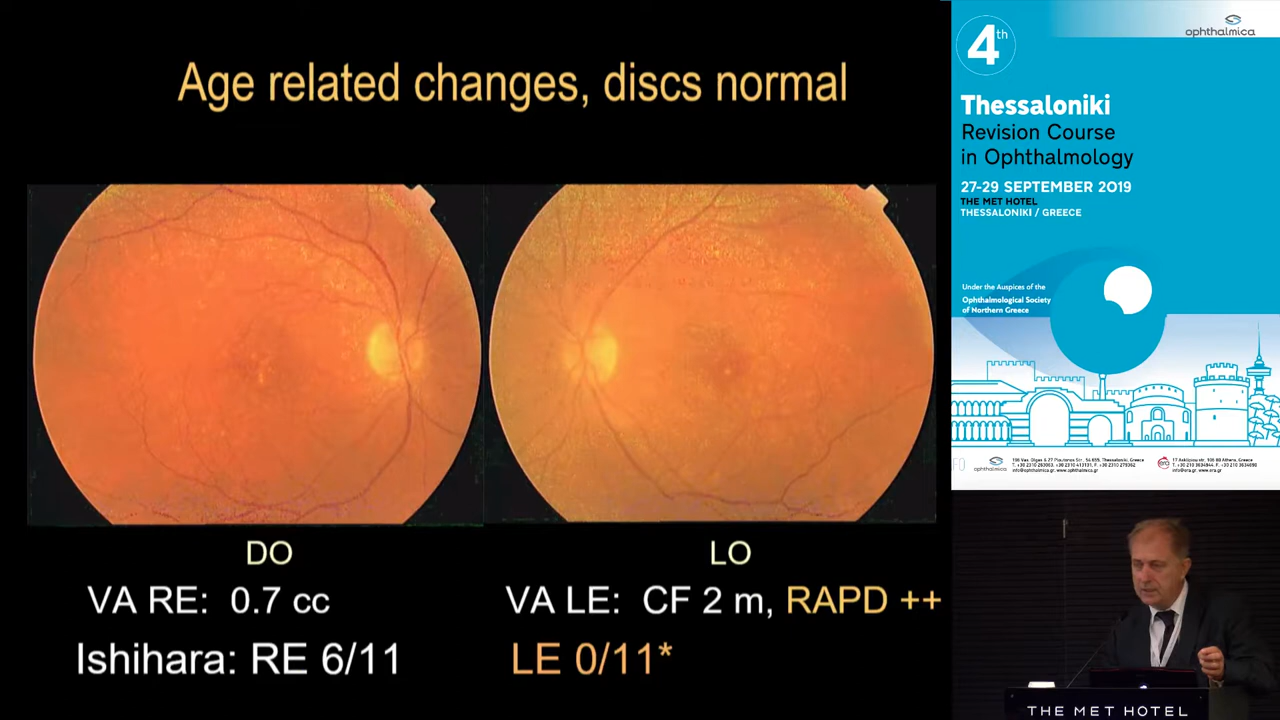 Age related changes, discs normal
DO
LO
VA RE: 0.7 cc
VA LE: CF 2 m, RAPD ++
Ishihara: RE 6/11
LE 0/11*
ophthalmica
4th
Thessaloniki
Revision Course
in Ophthalmology
27-29 SEPTEMBER 2019
THE MET HOTEL
THESSALONIKI / GREECE
Under the Auspices of the
Ophthalmological Society
of Northern Greece
ophthalmica
THE MET HOTEL